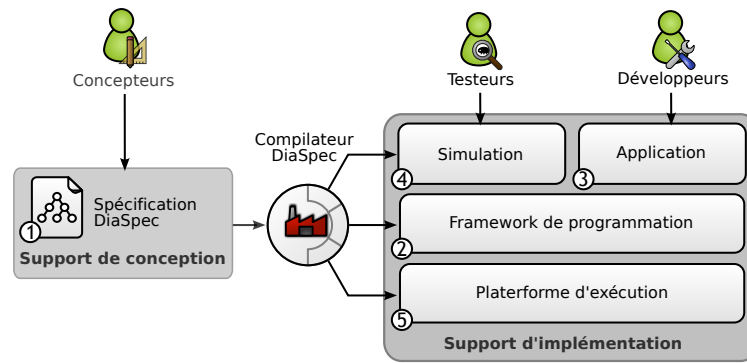 Concepteurs
Testeurs
Développeurs
Compilateur
DiaSpec
Simulation
4
Application
3
Spécification
DiaSpec
1
Support de conception
Framework de programmation
2
Platerforme d'exécution
5
Support d'implémentation